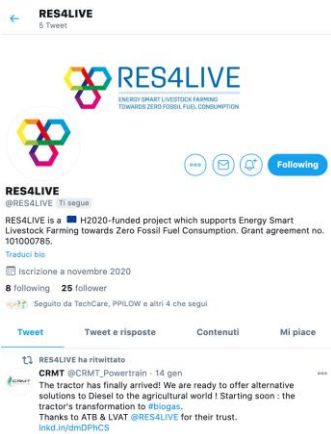 RES4LIVE
5 Tweet
RES4LIVE
ENERGY SMART LIVESTOCK FARMING
TOWARDS ZERO FOSSIL FUEL CONSUMPTION
Following
RES4LIVE
@RES4LIVE Ti segue
RES4LIVE is a H2020-funded project which supports Energy Smart
Livestock Farming towards Zero Fossil Fuel Consumption. Grant agreement no.
101000785.
Traduci bio
Iscrizione a novembre 2020
8 following 25 follower
Seguito da TechCare, PPILOW e altri 4 che segui
Tweet Tweet e risposte Contenuti Mi piace
RES4LIVE ha ritwittato
CRMT @CRMT_Powertrain · 14 gen
The tractor has finally arrived! We are ready to offer alternative
solutions to Diesel to the agricultural world ! Starting soon : the
tractor's transformation to #biogas.
Thanks to ATB & LVAT @RES4LIVE for their trust.
lnkd.in/dmDPhCS